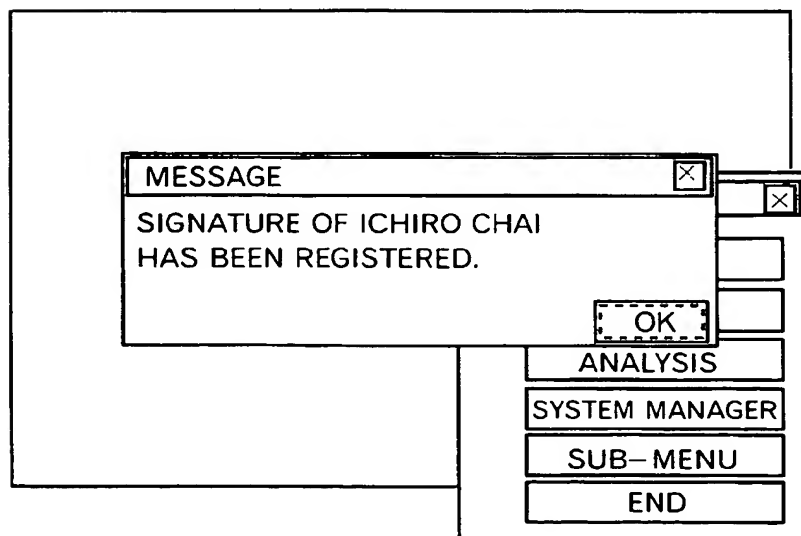 MESSAGE
SIGNATURE OF ICHIRO CHAI
HAS BEEN REGISTERED.
OK
ANALYSIS
SYSTEM MANAGER
SUB-MENU
END